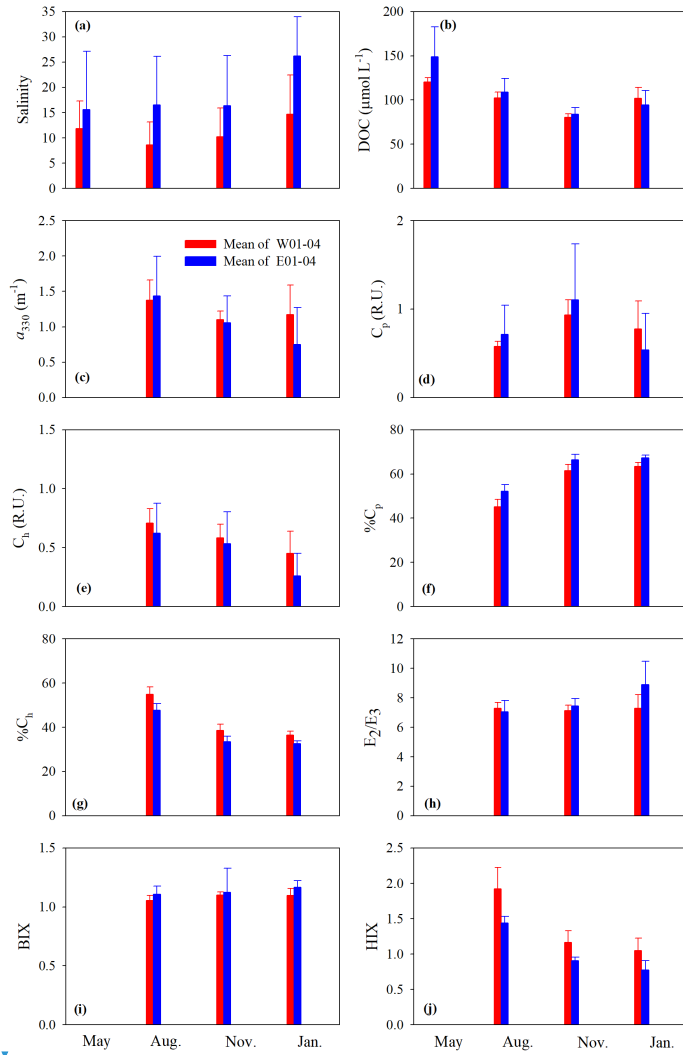 (a)
Salinity
35
30
25
20
15
10
5
0
(b)
DOC (μmol L⁻¹)
200
150
100
50
0
(c)
a₃₃₀ (m⁻¹)
2.5
2.0
1.5
1.0
0.5
0.0
Mean of W01-04
Mean of E01-04
(d)
Cₚ (R.U.)
2
1
0
(e)
Cₕ (R.U.)
1.5
1.0
0.5
0.0
(f)
%Cₚ
80
60
40
20
0
(g)
%Cₕ
80
60
40
20
0
(h)
E₂/E₃
12
10
8
6
4
2
0
(i)
BIX
1.5
1.0
0.5
0.0
May Aug. Nov. Jan.
(j)
HIX
2.5
2.0
1.5
1.0
0.5
0.0
May Aug. Nov. Jan.